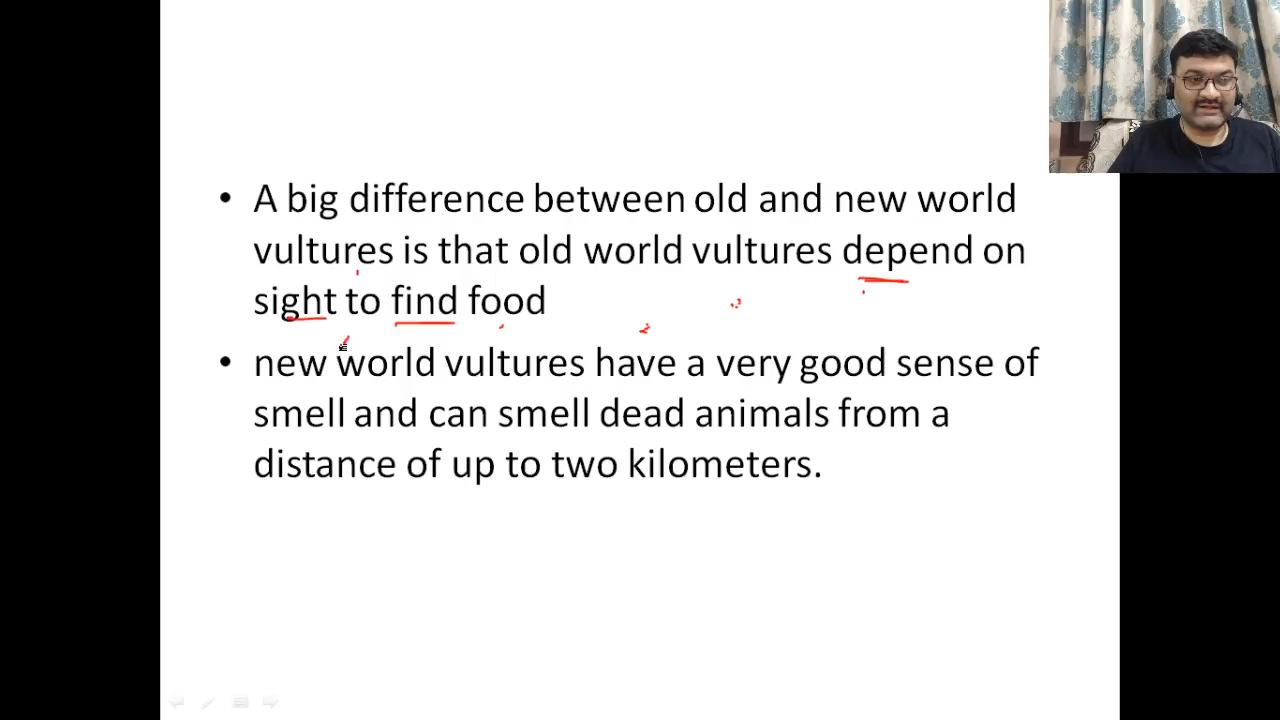 • A big difference between old and new world
vultures is that old world vultures depend on
sight to find food
• new world vultures have a very good sense of
smell and can smell dead animals from a
distance of up to two kilometers.